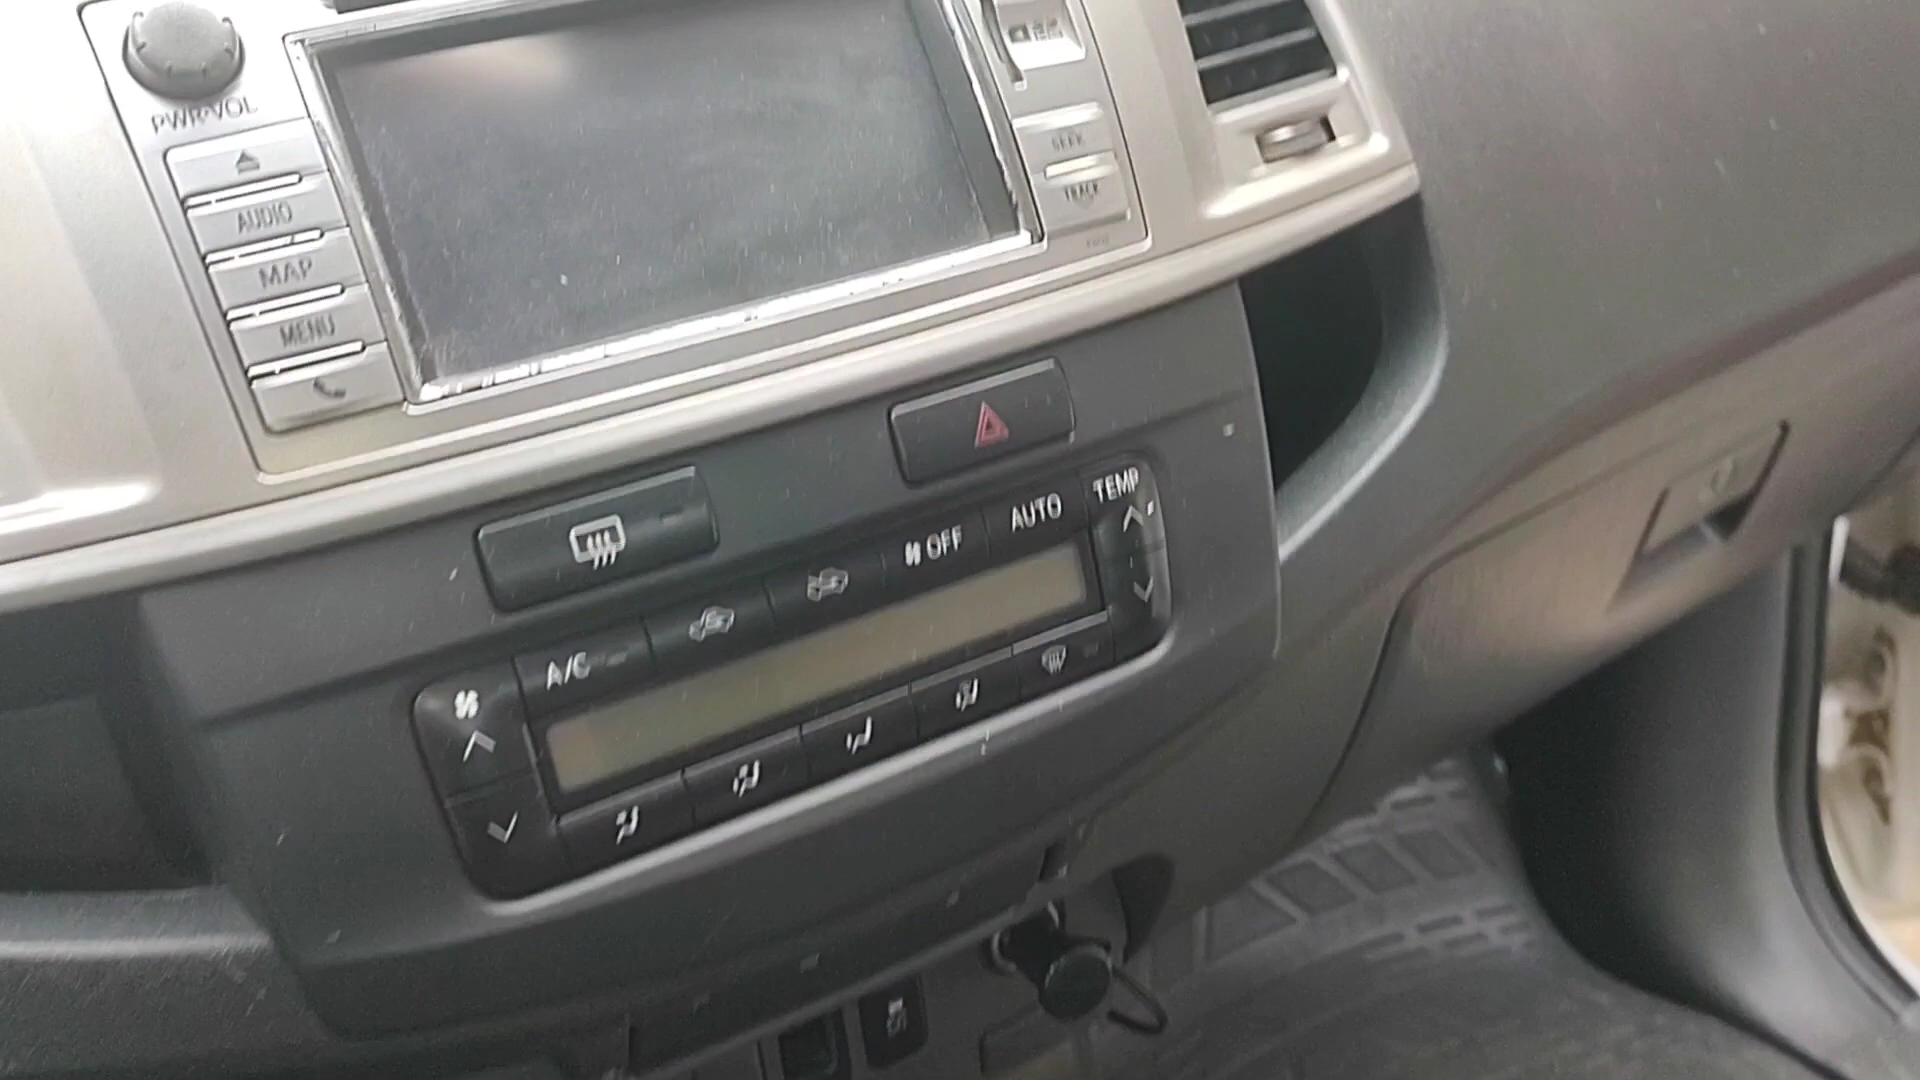 PWR·VOL
AUDIO
MAP
MENU
SEEK
TRACK
TEMP
AUTO
OFF
A/C